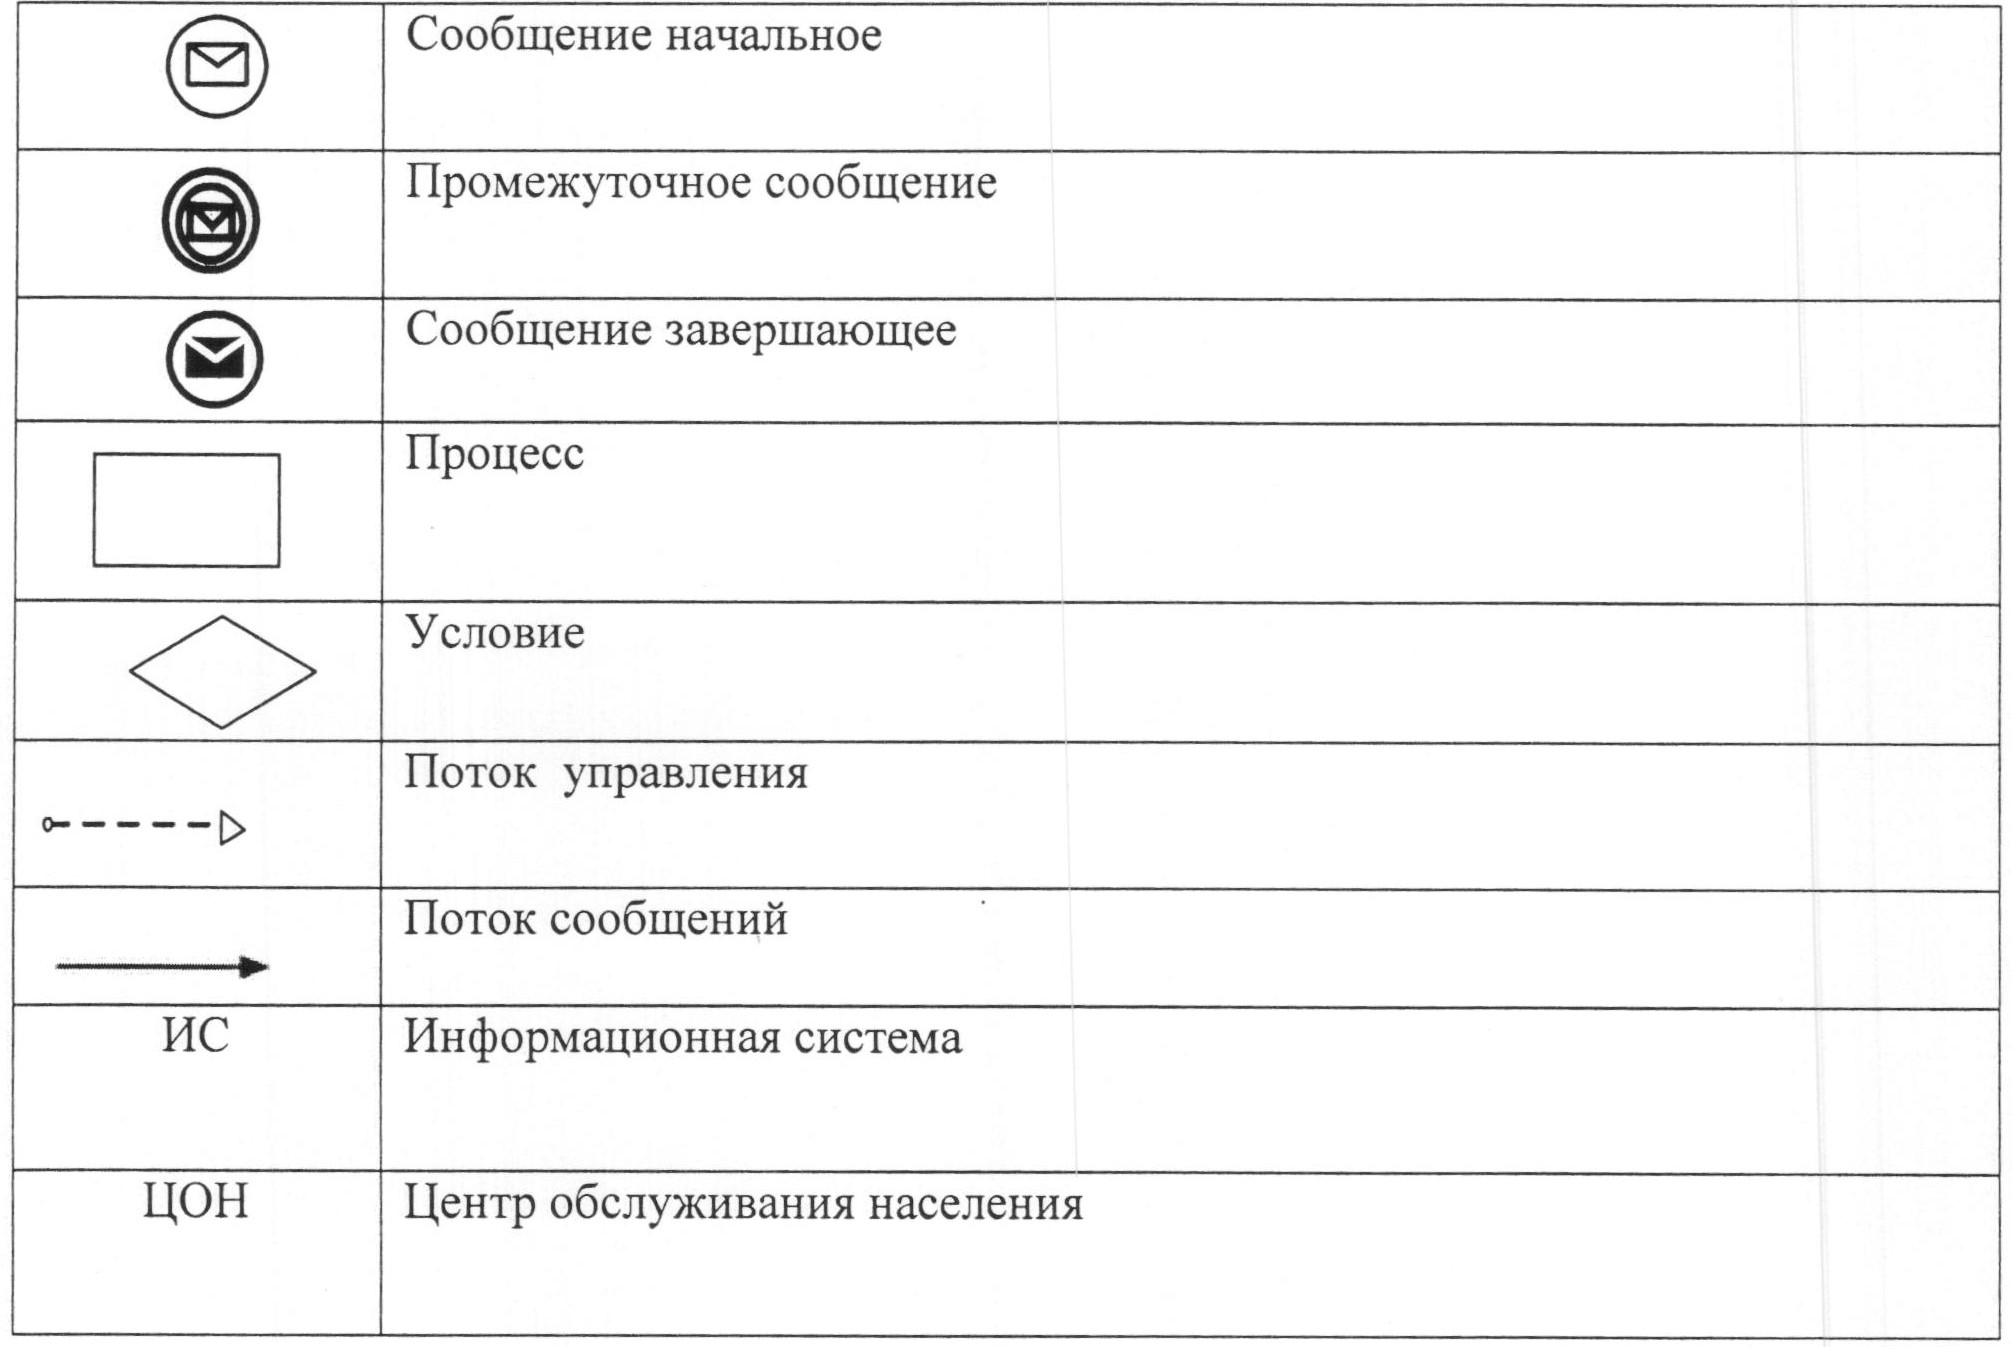 Сообщение начальное
Промежуточное сообщение
Сообщение завершающее
Процесс
Условие
Поток управления
Поток сообщений
ИС Информационная система
ЦОН Центр обслуживания населения